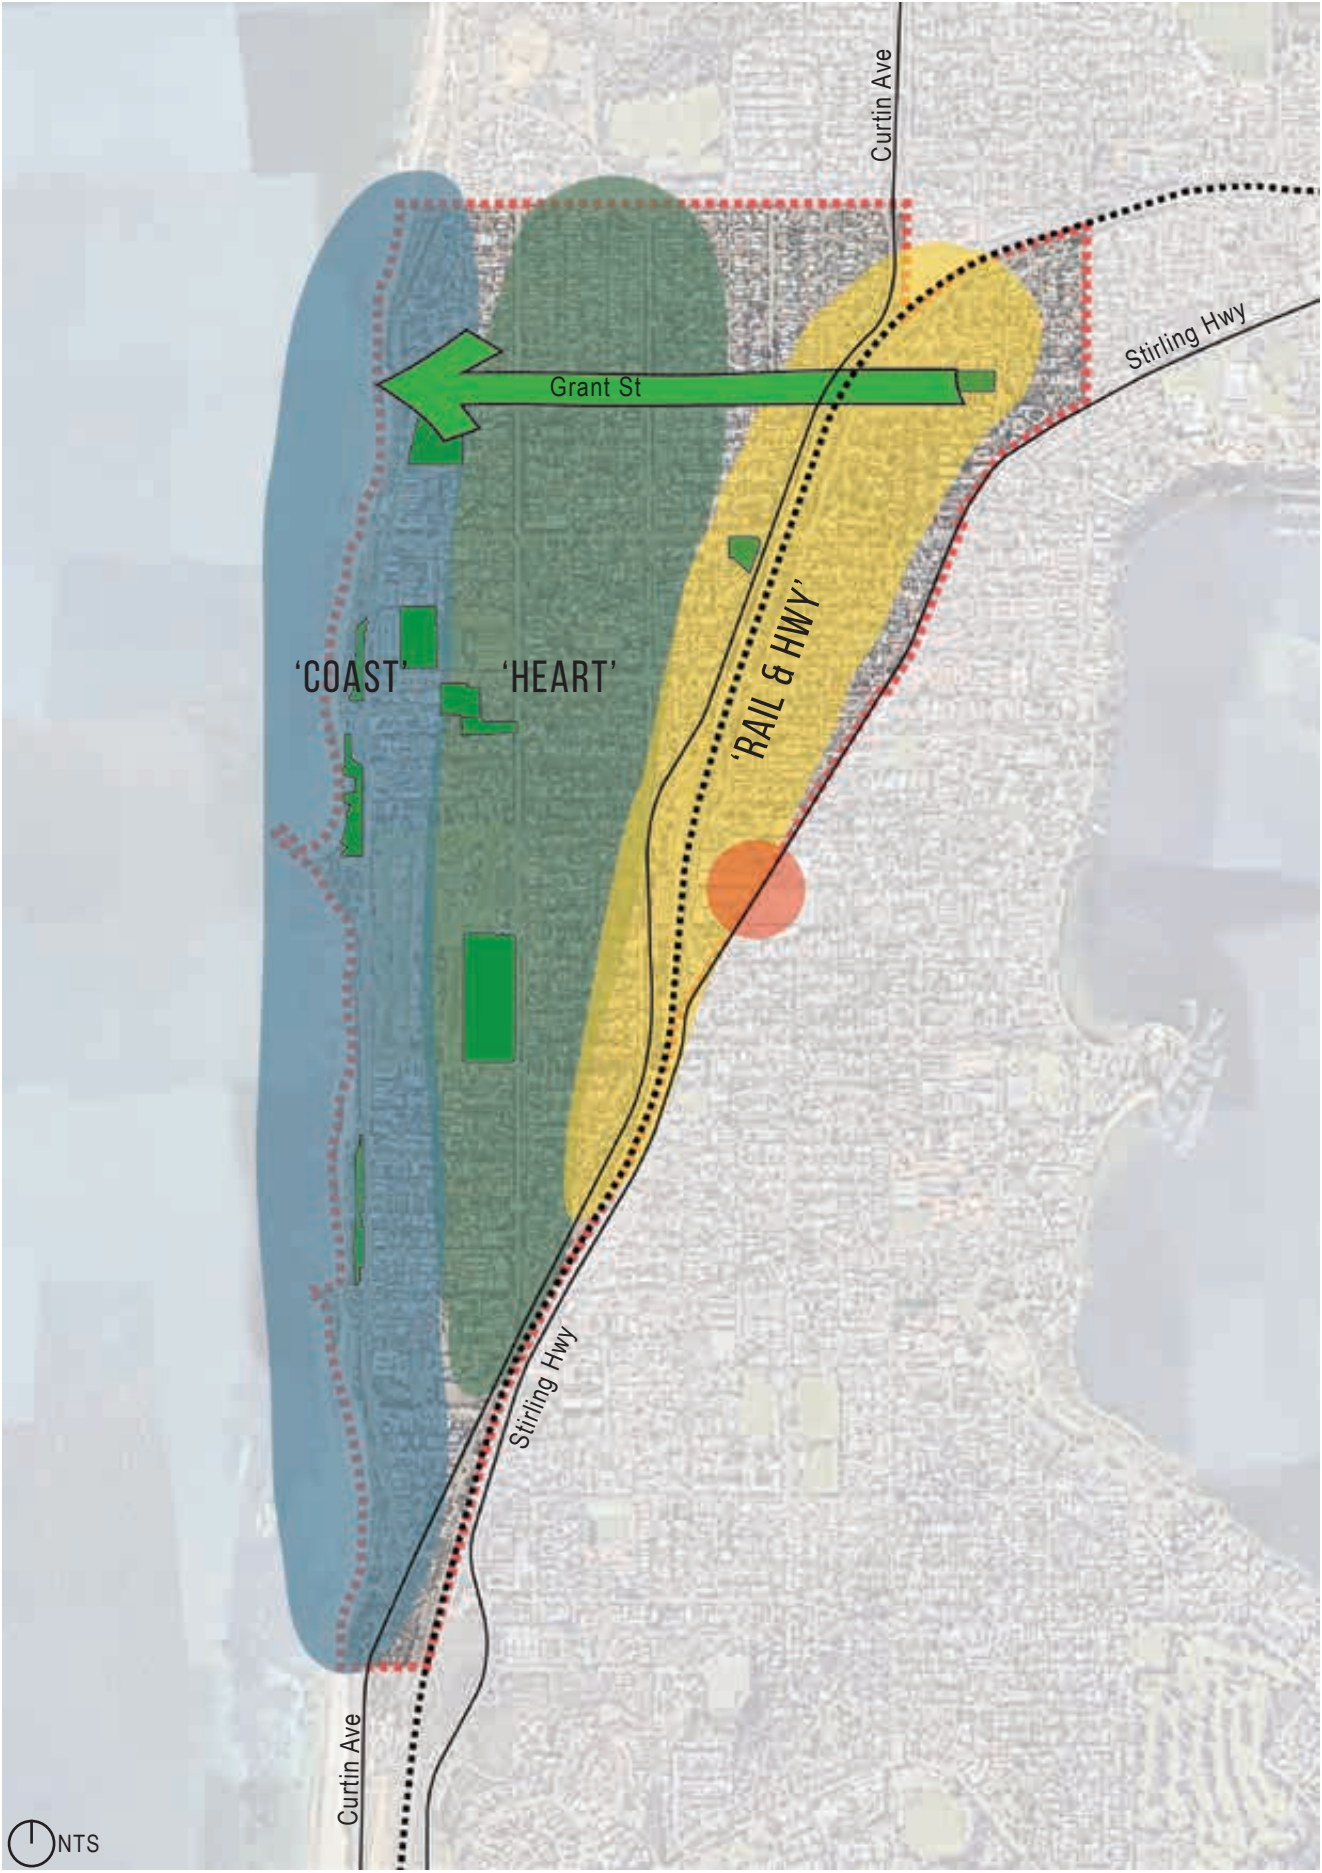 Curtin Ave
Stirling Hwy
Grant St
‘RAIL & HWY’
‘COAST’
‘HEART’
Stirling Hwy
Curtin Ave
NTS